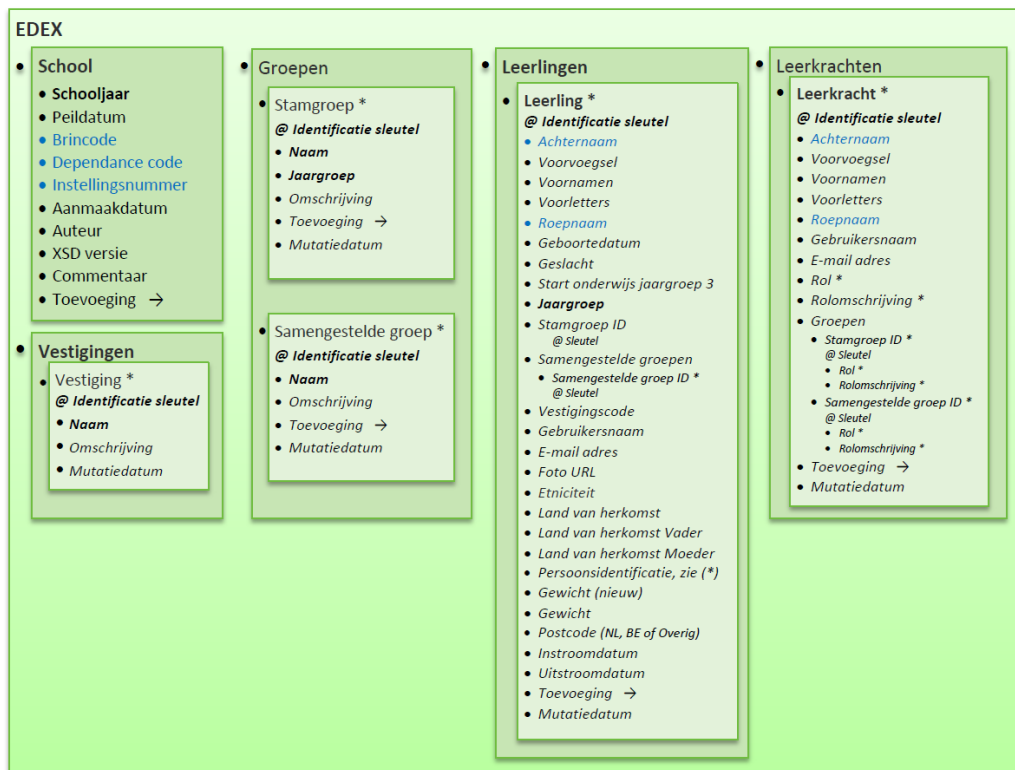 EDEX
• School
• Schooljaar
• Peildatum
• Brincode
• Dependance code
• Instellingsnummer
• Aanmaakdatum
• Auteur
• XSD versie
• Commentaar
• Toevoeging →
• Vestigingen
• Vestiging *
@ Identificatie sleutel
• Naam
• Omschrijving
• Mutatiedatum
• Groepen
• Stamgroep *
@ Identificatie sleutel
• Naam
• Jaargroep
• Omschrijving
• Toevoeging →
• Mutatiedatum
• Samengestelde groep *
@ Identificatie sleutel
• Naam
• Omschrijving
• Toevoeging →
• Mutatiedatum
• Leerlingen
• Leerling *
@ Identificatie sleutel
• Achternaam
• Voorvoegsel
• Voornamen
• Voorletters
• Roepnaam
• Geboortedatum
• Geslacht
• Start onderwijs jaargroep 3
• Jaargroep
• Stamgroep ID
@ Sleutel
• Samengestelde groepen
• Samengestelde groep ID *
@ Sleutel
• Vestigingscode
• Gebruikersnaam
• E-mail adres
• Foto URL
• Etniciteit
• Land van herkomst
• Land van herkomst Vader
• Land van herkomst Moeder
• Persoonsidentificatie, zie (*)
• Gewicht (nieuw)
• Gewicht
• Postcode (NL, BE of Overig)
• Instroomdatum
• Uitstroomdatum
• Toevoeging →
• Mutatiedatum
• Leerkrachten
• Leerkracht *
@ Identificatie sleutel
• Achternaam
• Voorvoegsel
• Voornamen
• Voorletters
• Roepnaam
• Gebruikersnaam
• E-mail adres
• Rol *
• Rolomschrijving *
• Groepen
• Stamgroep ID *
@ Sleutel
• Rol *
• Rolomschrijving *
• Samengestelde groep ID *
@ Sleutel
• Rol *
• Rolomschrijving *
• Toevoeging →
• Mutatiedatum